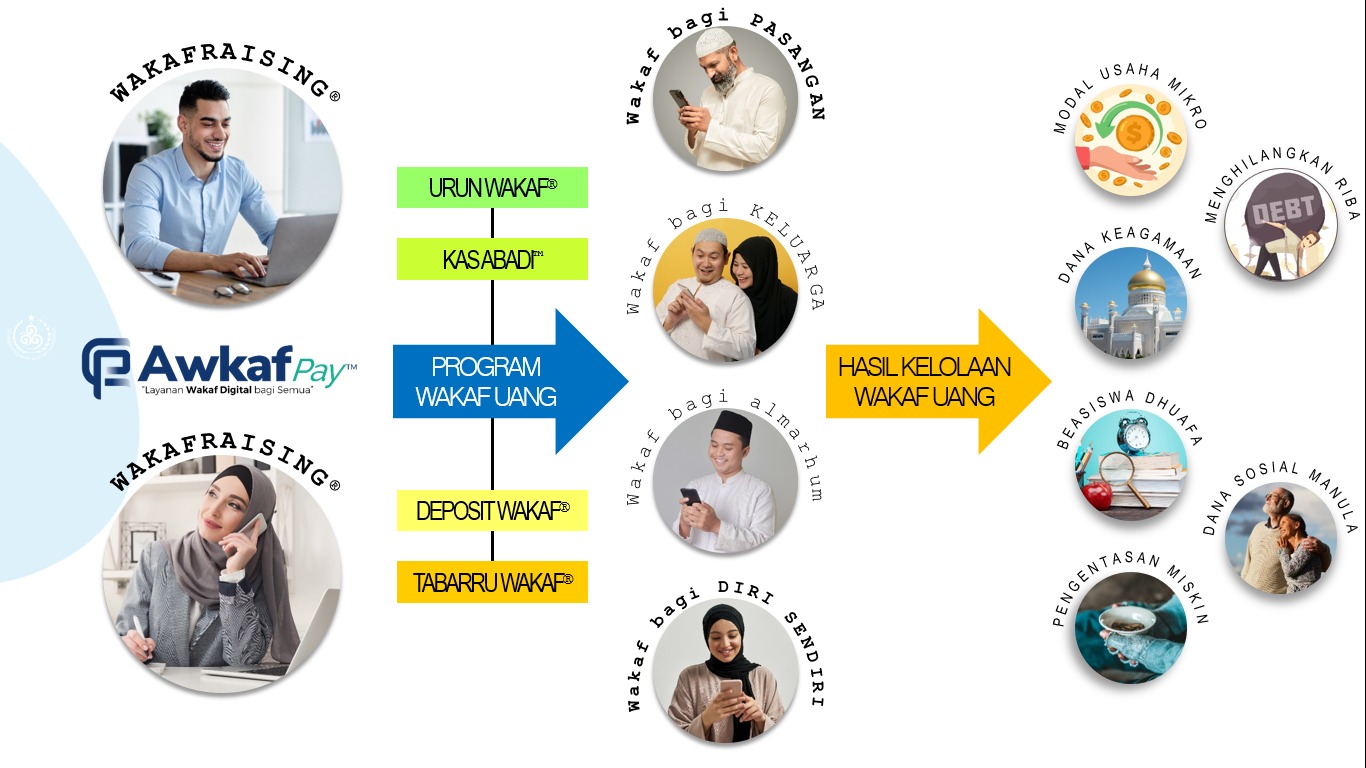 WAKAFRAISING®
Awkaf Pay™
"Layanan Wakaf Digital bagi Semua"
WAKAFRAISING®
URUN WAKAF®
KAS ABADI™
PROGRAM
WAKAF UANG
DEPOSIT WAKAF®
TABARRU WAKAF®
Wakaf bagi PASANGAN
Wakaf bagi KELUARGA
Wakaf bagi almarhum
Wakaf bagi DIRI SENDIRI
HASIL KELOLAAN
WAKAF UANG
MODAL USAHA MIKRO
MENGHILANGKAN RIBA
DEBT
DANA KEAGAMAAN
BEASISWA DHUAFA
DANA SOSIAL MANULA
PENGENTASAN MISKIN